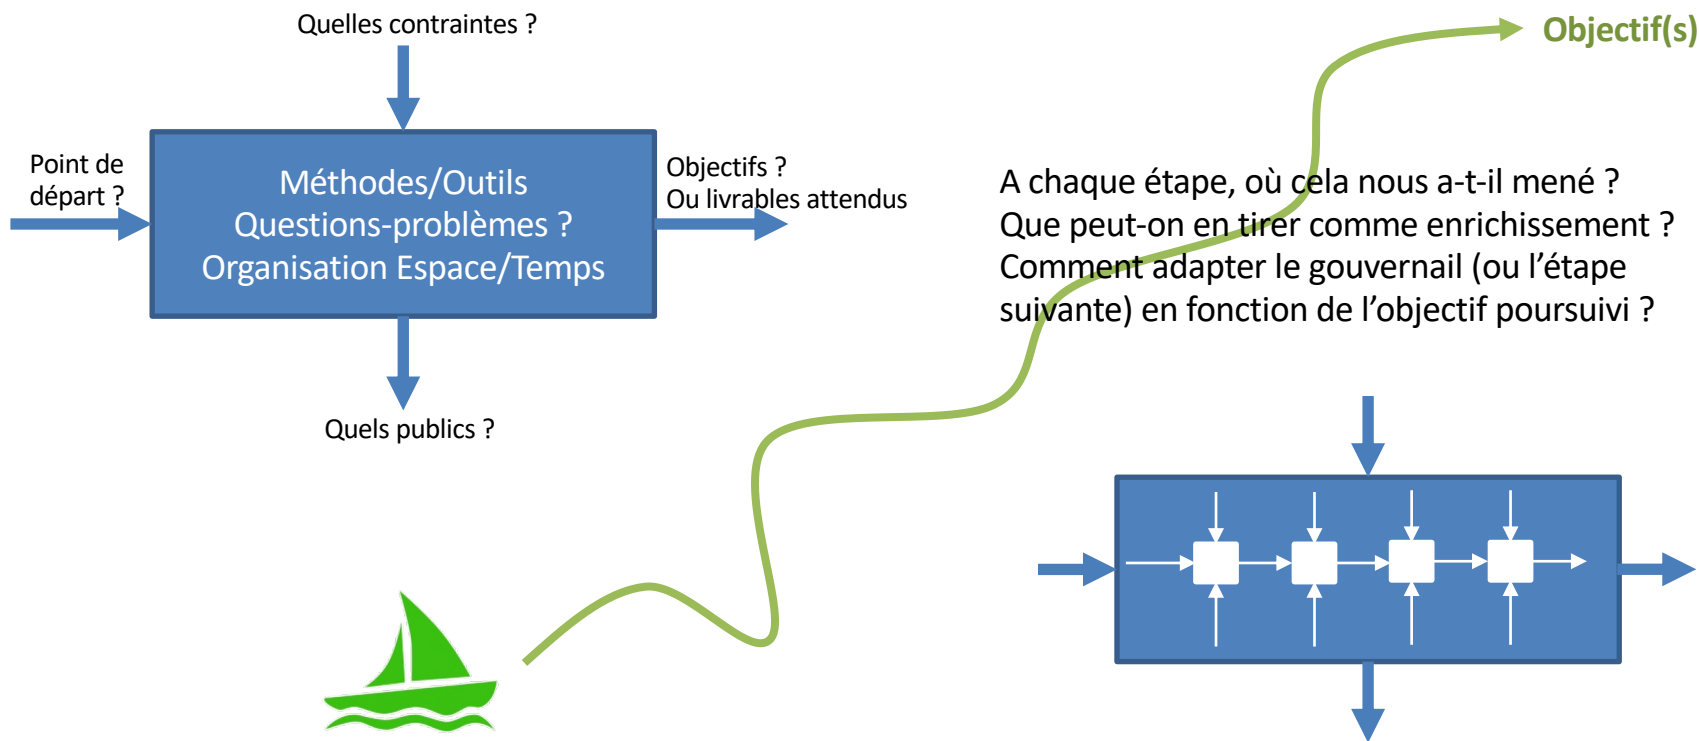 Quelles contraintes ?
Objectif(s)
Point de
départ ?
Méthodes/Outils
Questions-problèmes ?
Organisation Espace/Temps
Objectifs ?
Ou livrables attendus
A chaque étape, où cela nous a-t-il mené ?
Que peut-on en tirer comme enrichissement ?
Comment adapter le gouvernail (ou l’étape
suivante) en fonction de l’objectif poursuivi ?
Quels publics ?